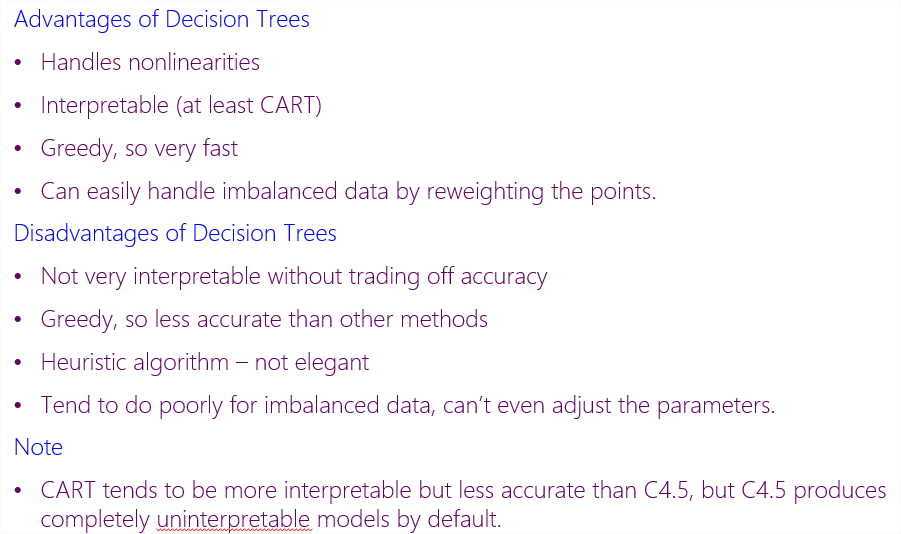 Advantages of Decision Trees
• Handles nonlinearities
• Interpretable (at least CART)
• Greedy, so very fast
• Can easily handle imbalanced data by reweighting the points.
Disadvantages of Decision Trees
• Not very interpretable without trading off accuracy
• Greedy, so less accurate than other methods
• Heuristic algorithm – not elegant
• Tend to do poorly for imbalanced data, can’t even adjust the parameters.
Note
• CART tends to be more interpretable but less accurate than C4.5, but C4.5 produces
completely uninterpretable models by default.